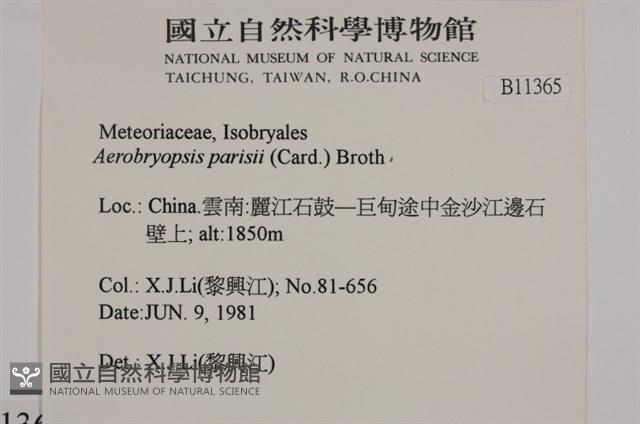 國立自然科學博物館
NATIONAL MUSEUM OF NATURAL SCIENCE
TAICHUNG, TAIWAN, R.O.CHINA
B11365
Meteoriaceae, Isobryales
Aerobryopsis parisii (Card.) Broth.
Loc.: China.雲南:麗江石鼓—巨甸途中金沙江邊石
壁上; alt:1850m
Col.: X.J.Li(黎興江); No.81-656
Date:JUN. 9, 1981
Det.: X.J.Li(黎興江)
國立自然科學博物館
NATIONAL MUSEUM OF NATURAL SCIENCE